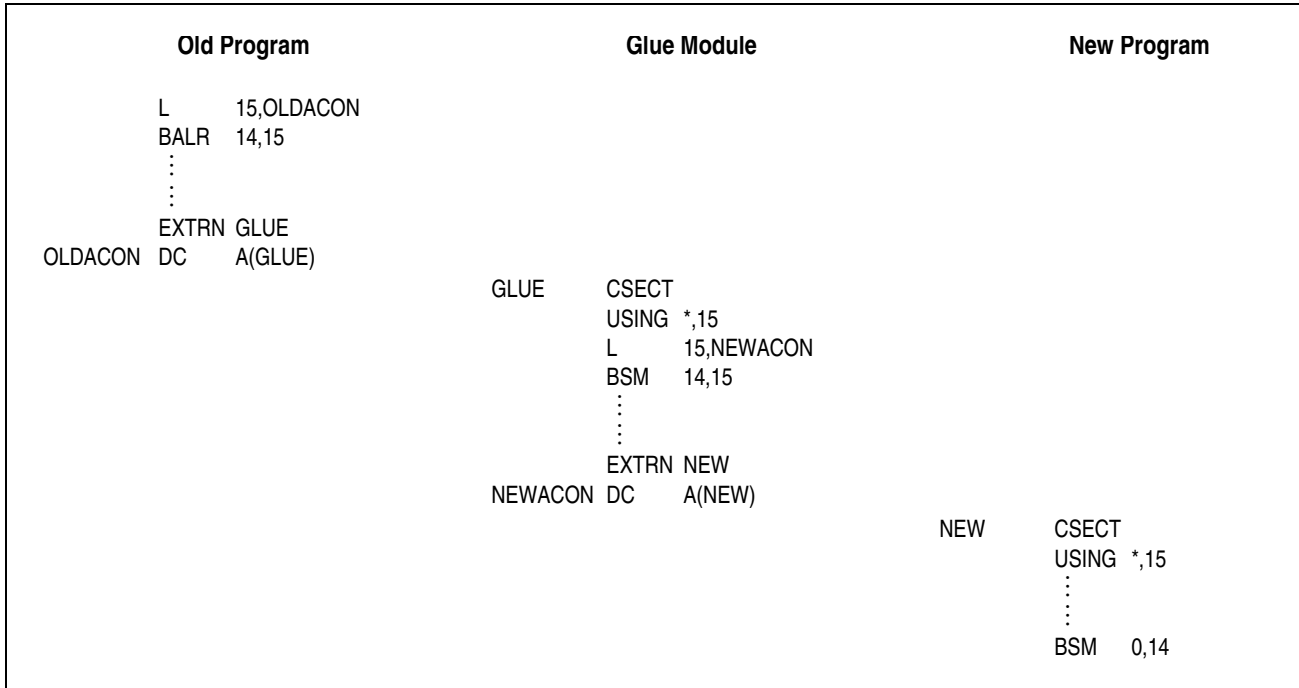 Old Program Glue Module New Program
L 15,OLDACON
BALR 14,15
EXTRN GLUE
OLDACON DC A(GLUE)
GLUE CSECT
USING *,15
L 15,NEWACON
BSM 14,15
EXTRN NEW
NEWACON DC A(NEW)
NEW CSECT
USING *,15
BSM 0,14